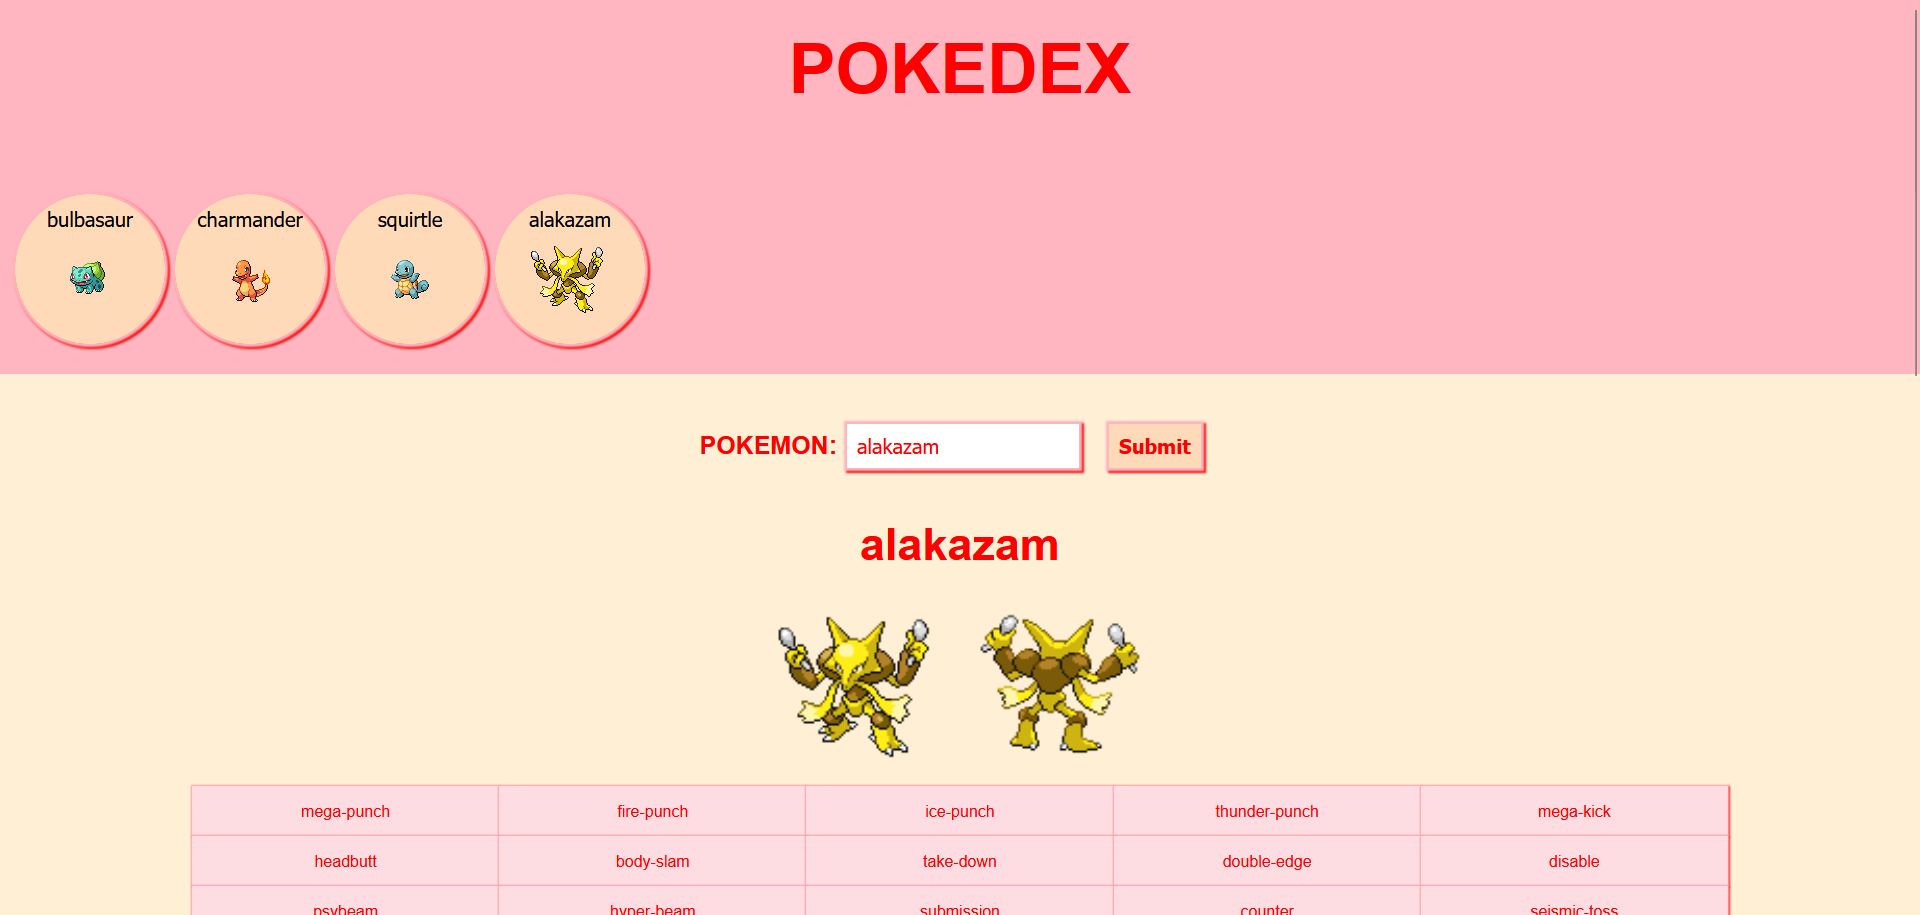 POKEDEX
bulbasaur charmander squirtle alakazam
POKEMON: alakazam Submit
alakazam
mega-punch fire-punch ice-punch thunder-punch mega-kick
headbutt body-slam take-down double-edge disable
psybeam hyper-beam submission counter seismic-toss